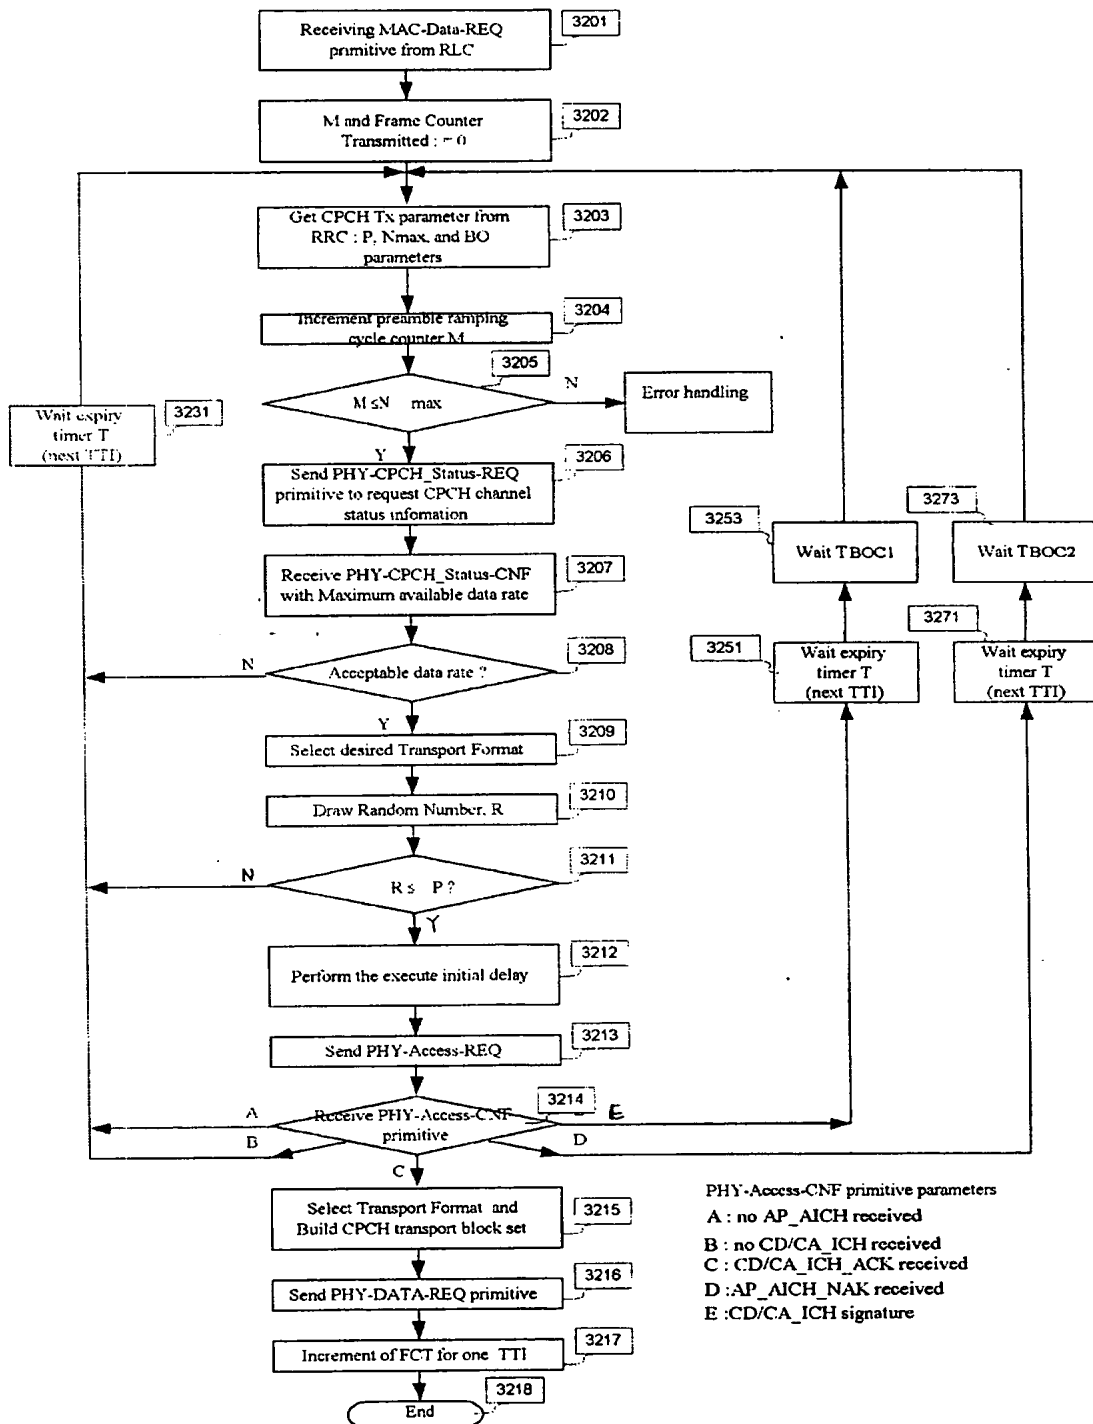 Receiving MAC-Data-REQ
primitive from RLC
3201
M and Frame Counter
Transmitted : = 0
3202
Get CPCH Tx parameter from
RRC : P, Nmax, and BO
parameters
3203
Increment preamble ramping
cycle counter M
3204
3205
M ≤N max
N
Error handling
Wait expiry
timer T
(next TTI)
3231
Y
Send PHY-CPCH_Status-REQ
primitive to request CPCH channel
status infomation
3206
3253
Wait TBOC1
3273
Wait TBOC2
Receive PHY-CPCH_Status-CNF
with Maximum available data rate
3207
N
Acceptable data rate ?
3208
3251
Wait expiry
timer T
(next TTI)
3271
Wait expiry
timer T
(next TTI)
Y
Select desired Transport Format
3209
Draw Random Number, R
3210
N
R ≤ P ?
3211
Y
Perform the execute initial delay
3212
Send PHY-Access-REQ
3213
A
B
Receive PHY-Access-CNF
primitive
3214
E
D
C
Select Transport Format and
Build CPCH transport block set
3215
Send PHY-DATA-REQ primitive
3216
Increment of FCT for one TTI
3217
End
3218
PHY-Access-CNF primitive parameters
A : no AP_AICH received
B : no CD/CA_ICH received
C : CD/CA_ICH_ACK received
D : AP_AICH_NAK received
E :CD/CA_ICH signature